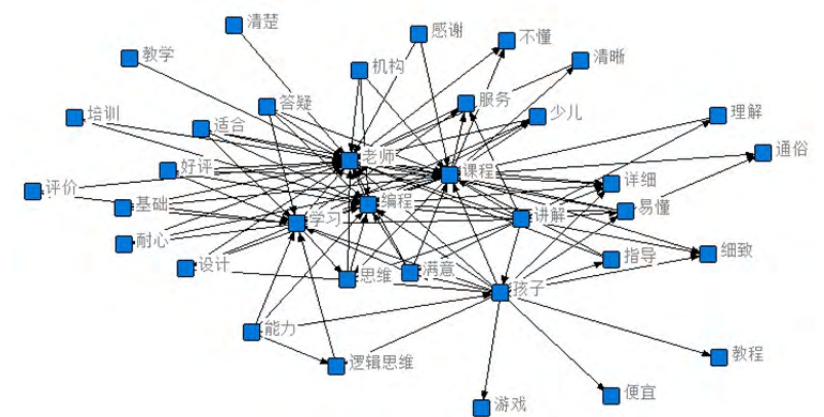 清楚
感谢
不懂
教学
清晰
机构
服务
答疑
少儿
理解
培训
适合
通俗
老师
课程
好评
详细
评价
基础
编程
易懂
学习
讲解
耐心
指导
细致
设计
思维
满意
孩子
能力
教程
逻辑思维
便宜
游戏